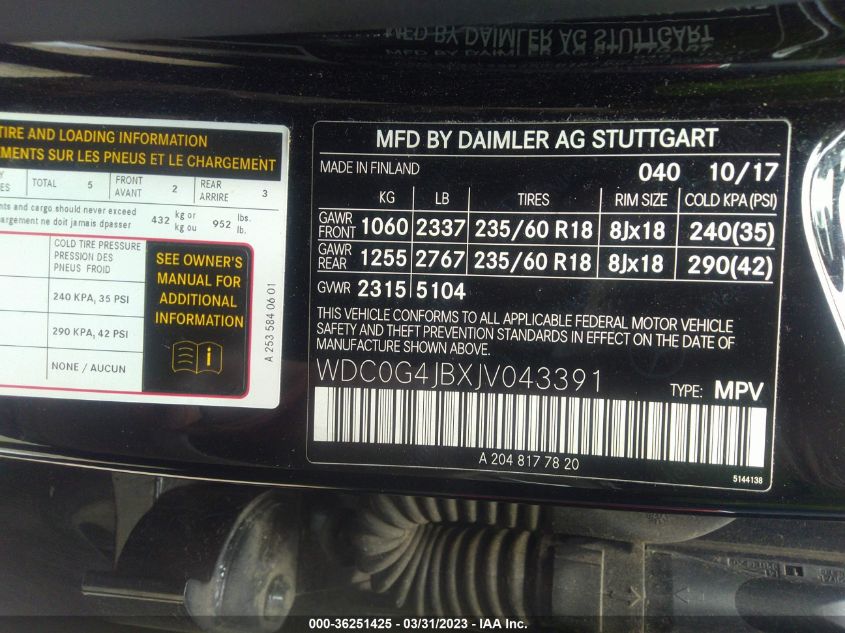 BY DAIMLER AG STUTTGART
TIRE AND LOADING INFORMATION
EMENTS SUR LES PNEUS ET LE CHARGEMENT
TOTAL 5 FRONT AVANT 2 REAR ARRIERE 3
nts and cargo should never exceed
argement ne doit jamais dpasser 432 kg or kg ou 952 lbs. lb.
COLD TIRE PRESSURE
PRESSION DES
PNEUS FROID
240 KPA, 35 PSI
290 KPA, 42 PSI
NONE / AUCUN
SEE OWNER'S
MANUAL FOR
ADDITIONAL
INFORMATION
A 253 584 06 01
MFD BY DAIMLER AG STUTTGART
MADE IN FINLAND 040 10/17
KG LB TIRES RIM SIZE COLD KPA (PSI)
GAWR FRONT 1060 2337 235/60 R18 8Jx18 240(35)
GAWR REAR 1255 2767 235/60 R18 8Jx18 290(42)
GVWR 2315 5104
THIS VEHICLE CONFORMS TO ALL APPLICABLE FEDERAL MOTOR VEHICLE
SAFETY AND THEFT PREVENTION STANDARDS IN EFFECT ON THE DATE
OF MANUFACTURE SHOWN ABOVE.
WDC0G4JBXJV043391
TYPE: MPV
A 204 817 78 20
5144138
000-36251425 - 03/31/2023 - IAA Inc.